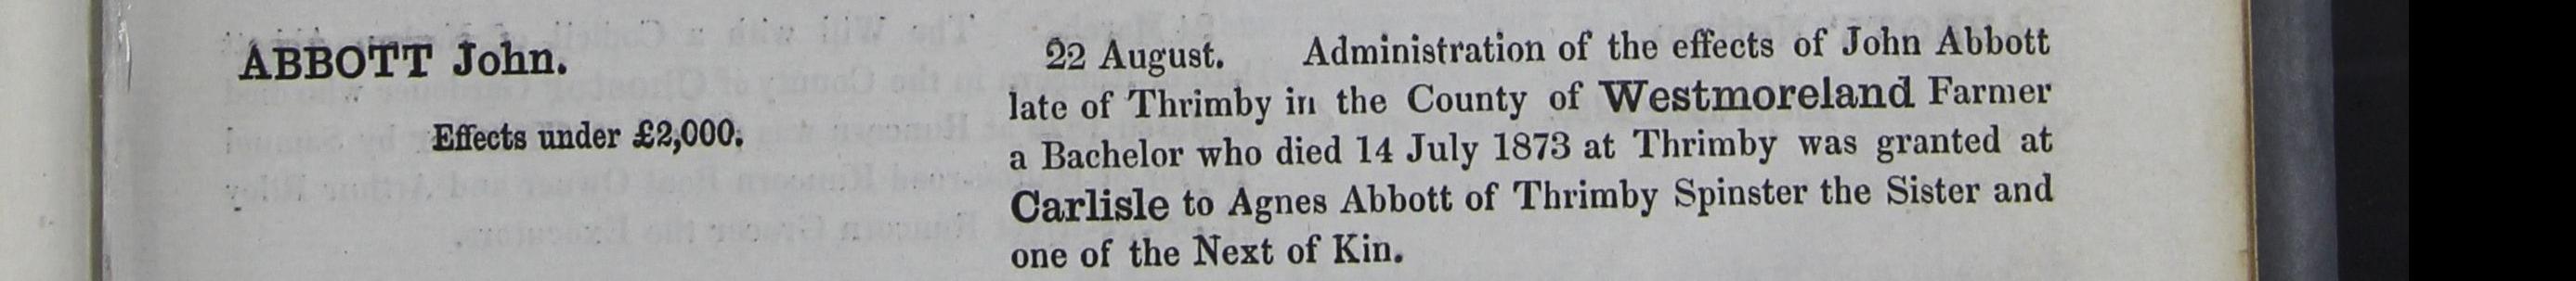 ABBOTT John.
Effects under £2,000.
22 August. Administration of the effects of John Abbott
late of Thrimby in the County of Westmoreland Farmer
a Bachelor who died 14 July 1873 at Thrimby was granted at
Carlisle to Agnes Abbott of Thrimby Spinster the Sister and
one of the Next of Kin.